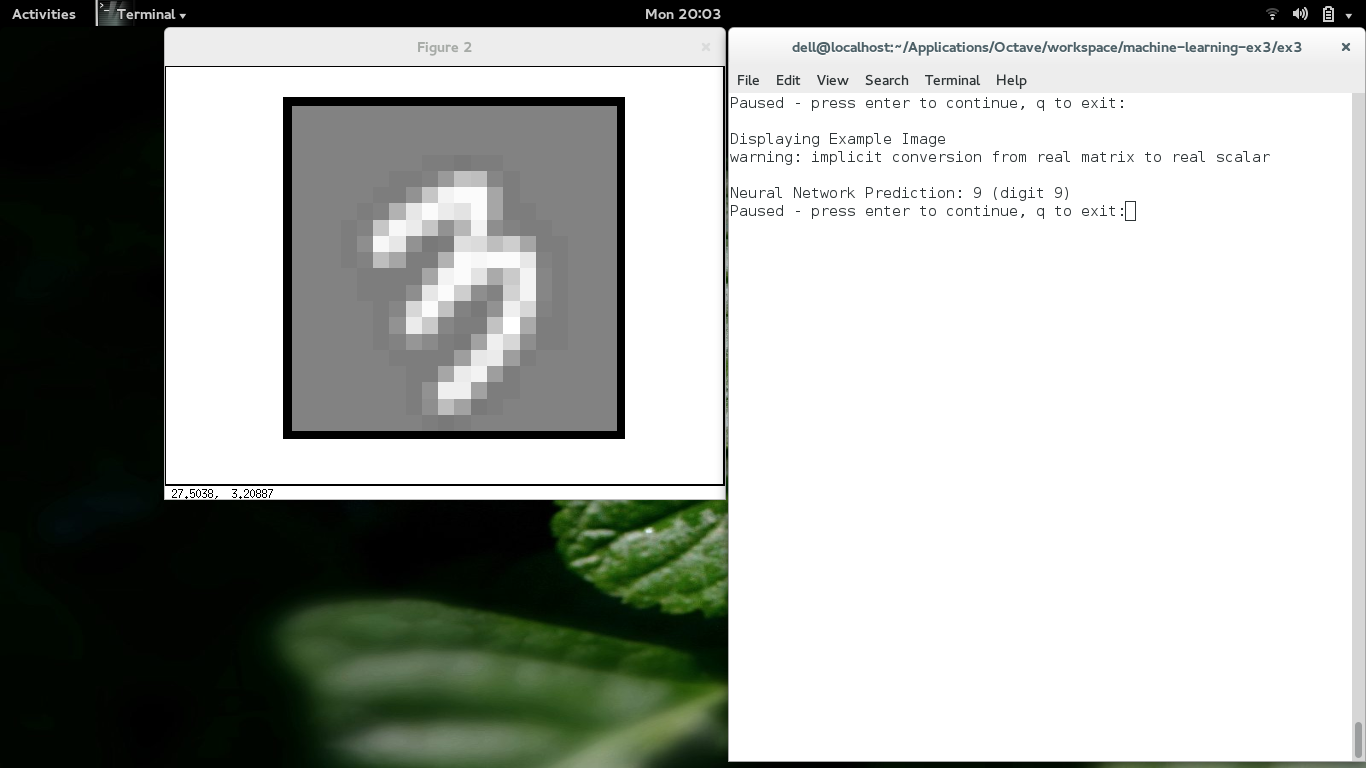 Activities
Terminal
Mon 20:03
Figure 2
27.5038, 3.20887
dell@localhost:~/Applications/Octave/workspace/machine-learning-ex3/ex3
File Edit View Search Terminal Help
Paused - press enter to continue, q to exit:
Displaying Example Image
warning: implicit conversion from real matrix to real scalar
Neural Network Prediction: 9 (digit 9)
Paused - press enter to continue, q to exit: